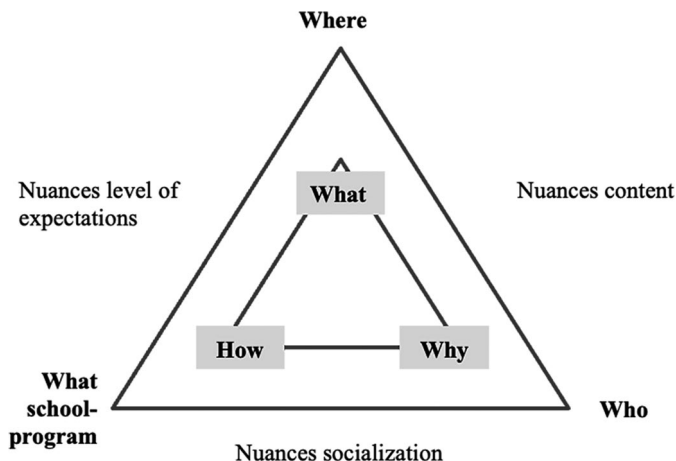 Where
Nuances level of
expectations
Nuances content
What
How
Why
What
school-
program
Who
Nuances socialization